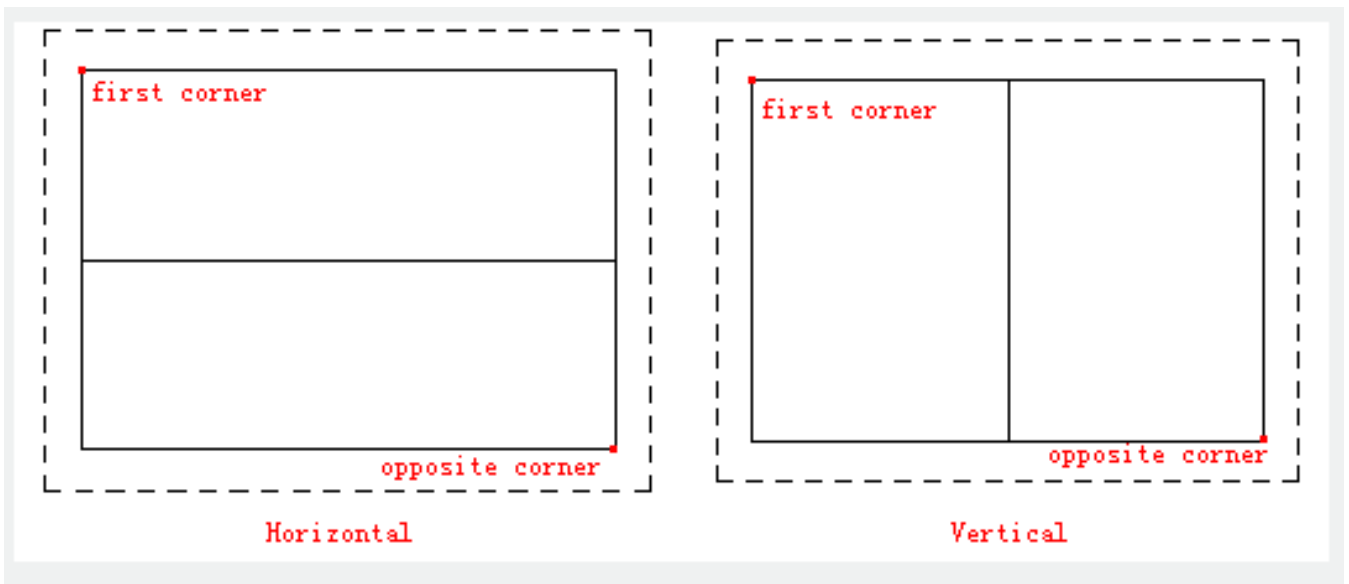 first corner
opposite corner
Horizontal
first corner
opposite corner
Vertical